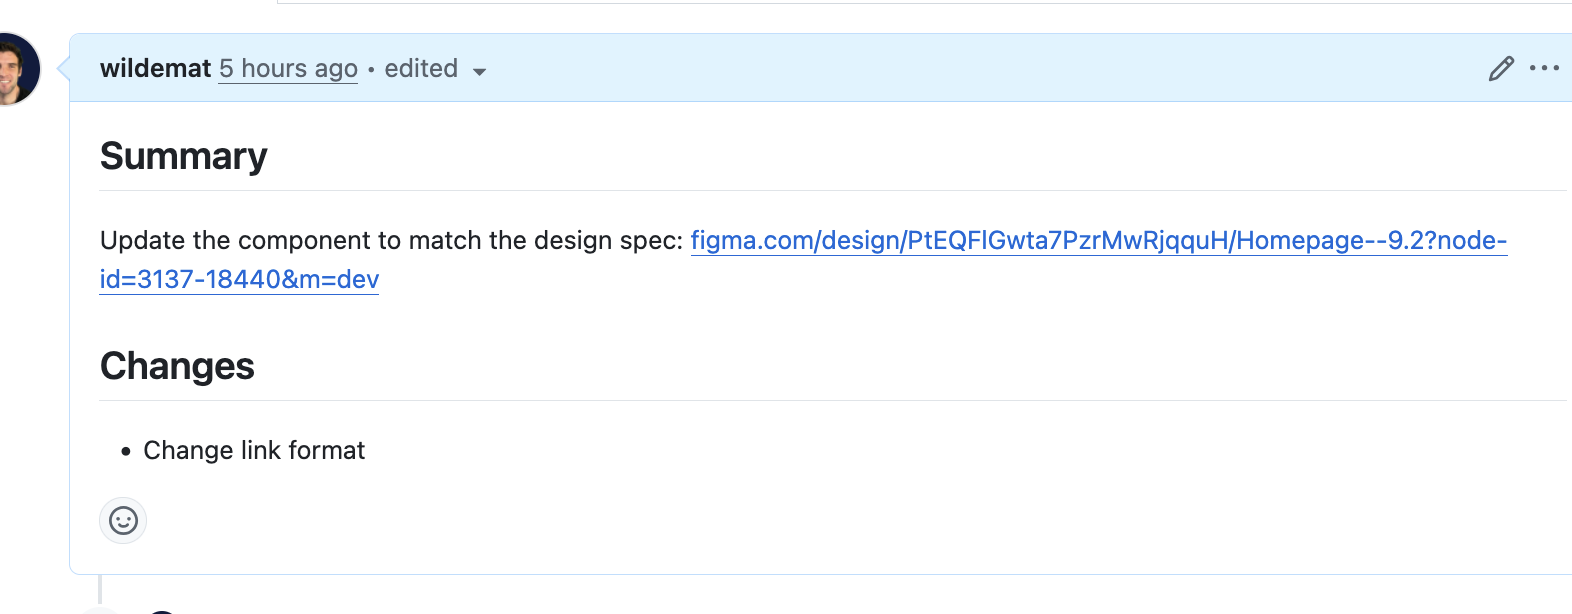 wildemat 5 hours ago • edited
Summary
Update the component to match the design spec: figma.com/design/PtEQFlGwta7PzrMwRjqquH/Homepage--9.2?node-
id=3137-18440&m=dev
Changes
• Change link format